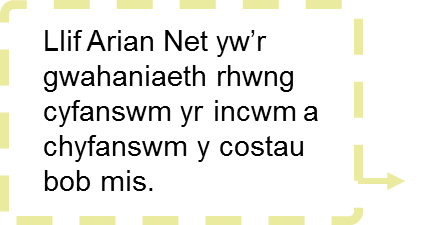 Llif Arian Net yw’r
gwahaniaeth rhwng
cyfanswm yr incwm a
chyfanswm y costau
bob mis.